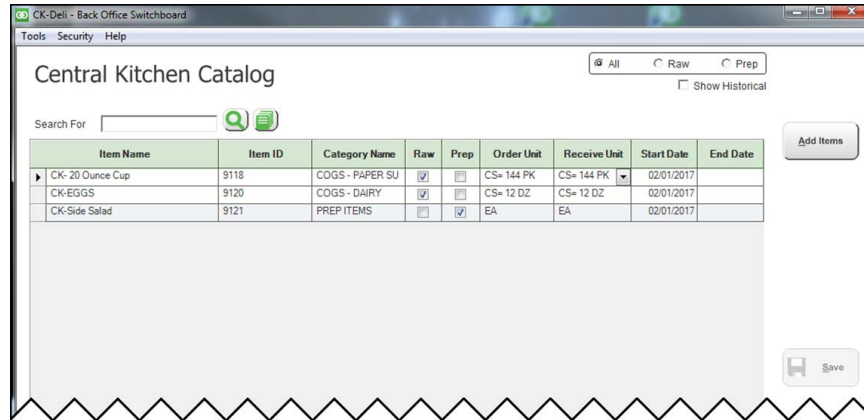 CK-Deli - Back Office Switchboard
Tools Security Help
Central Kitchen Catalog
All Raw Prep
Show Historical
Search For
Add Items
Item Name Item ID Category Name Raw Prep Order Unit Receive Unit Start Date End Date
CK- 20 Ounce Cup 9118 COGS - PAPER SU CS= 144 PK CS= 144 PK 02/01/2017
CK-EGGS 9120 COGS - DAIRY CS= 12 DZ CS= 12 DZ 02/01/2017
CK-Side Salad 9121 PREP ITEMS EA EA 02/01/2017
Save